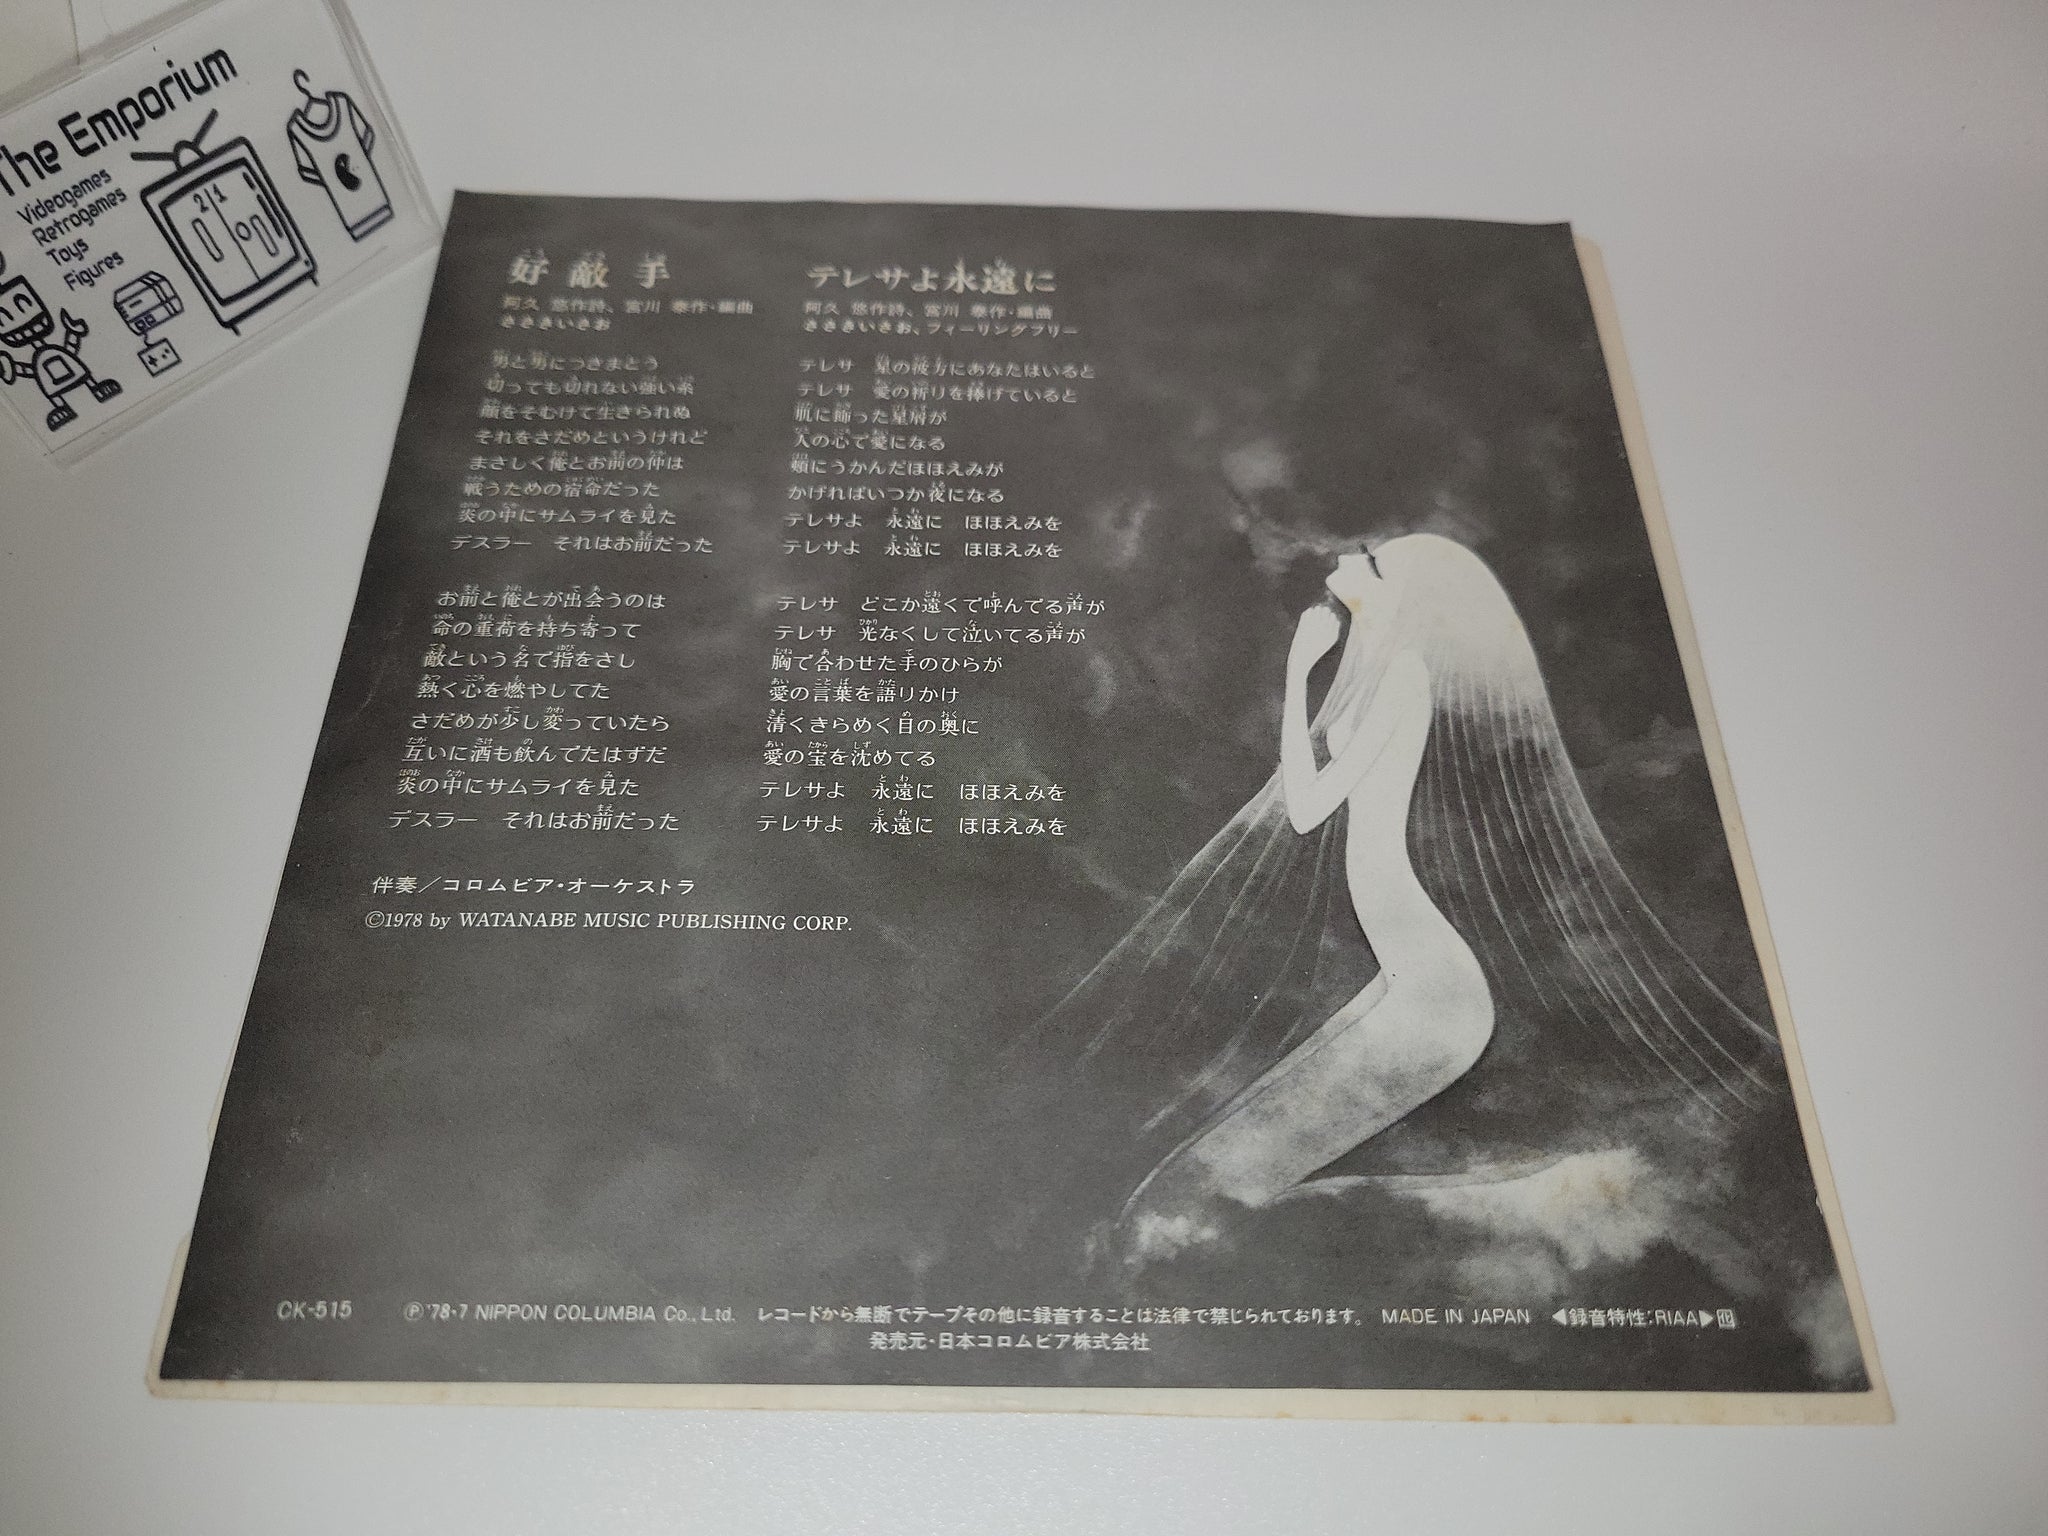 The Emporium
Videogames
Retrogames
Toys
Figures
2 1
好敵手
阿久 悠作詩、宮川 泰作・編曲
ささきいさお
男と男につきまとう
切っても切れない強い糸
顔をそむけて生きられぬ
それをさだめというけれど
まさしく俺とお前の仲は
戦うための宿命だった
炎の中にサムライを見た
デスラー　それはお前だった
お前と俺とが出会うのは
命の重荷を持ち寄って
敵という名で指をさし
熱く心を燃やしてた
さだめが少し変っていたら
互いに酒も飲んでたはずだ
炎の中にサムライを見た
デスラー　それはお前だった
テレサよ永遠に
阿久 悠作詩、宮川 泰作・編曲
ささきいさお、フィーリングフリー
テレサ　星の彼方にあなたはいると
テレサ　愛の祈りを捧げていると
肌に飾った星屑が
人の心で愛になる
頬にうかんだほほえみが
かげればいつか夜になる
テレサよ　永遠に　ほほえみを
テレサよ　永遠に　ほほえみを
テレサ　どこか遠くで呼んでる声が
テレサ　光なくして泣いてる声が
胸で合わせた手のひらが
愛の言葉を語りかけ
清くきらめく目の奥に
愛の宝を沈めてる
テレサよ　永遠に　ほほえみを
テレサよ　永遠に　ほほえみを
伴奏／コロムビア・オーケストラ
©1978 by WATANABE MUSIC PUBLISHING CORP.
CK-515　Ⓟ'78・7 NIPPON COLUMBIA Co., Ltd.　レコードから無断でテープその他に録音することは法律で禁じられております。　MADE IN JAPAN　◀録音特性：RIAA▶
発売元・日本コロムビア株式会社